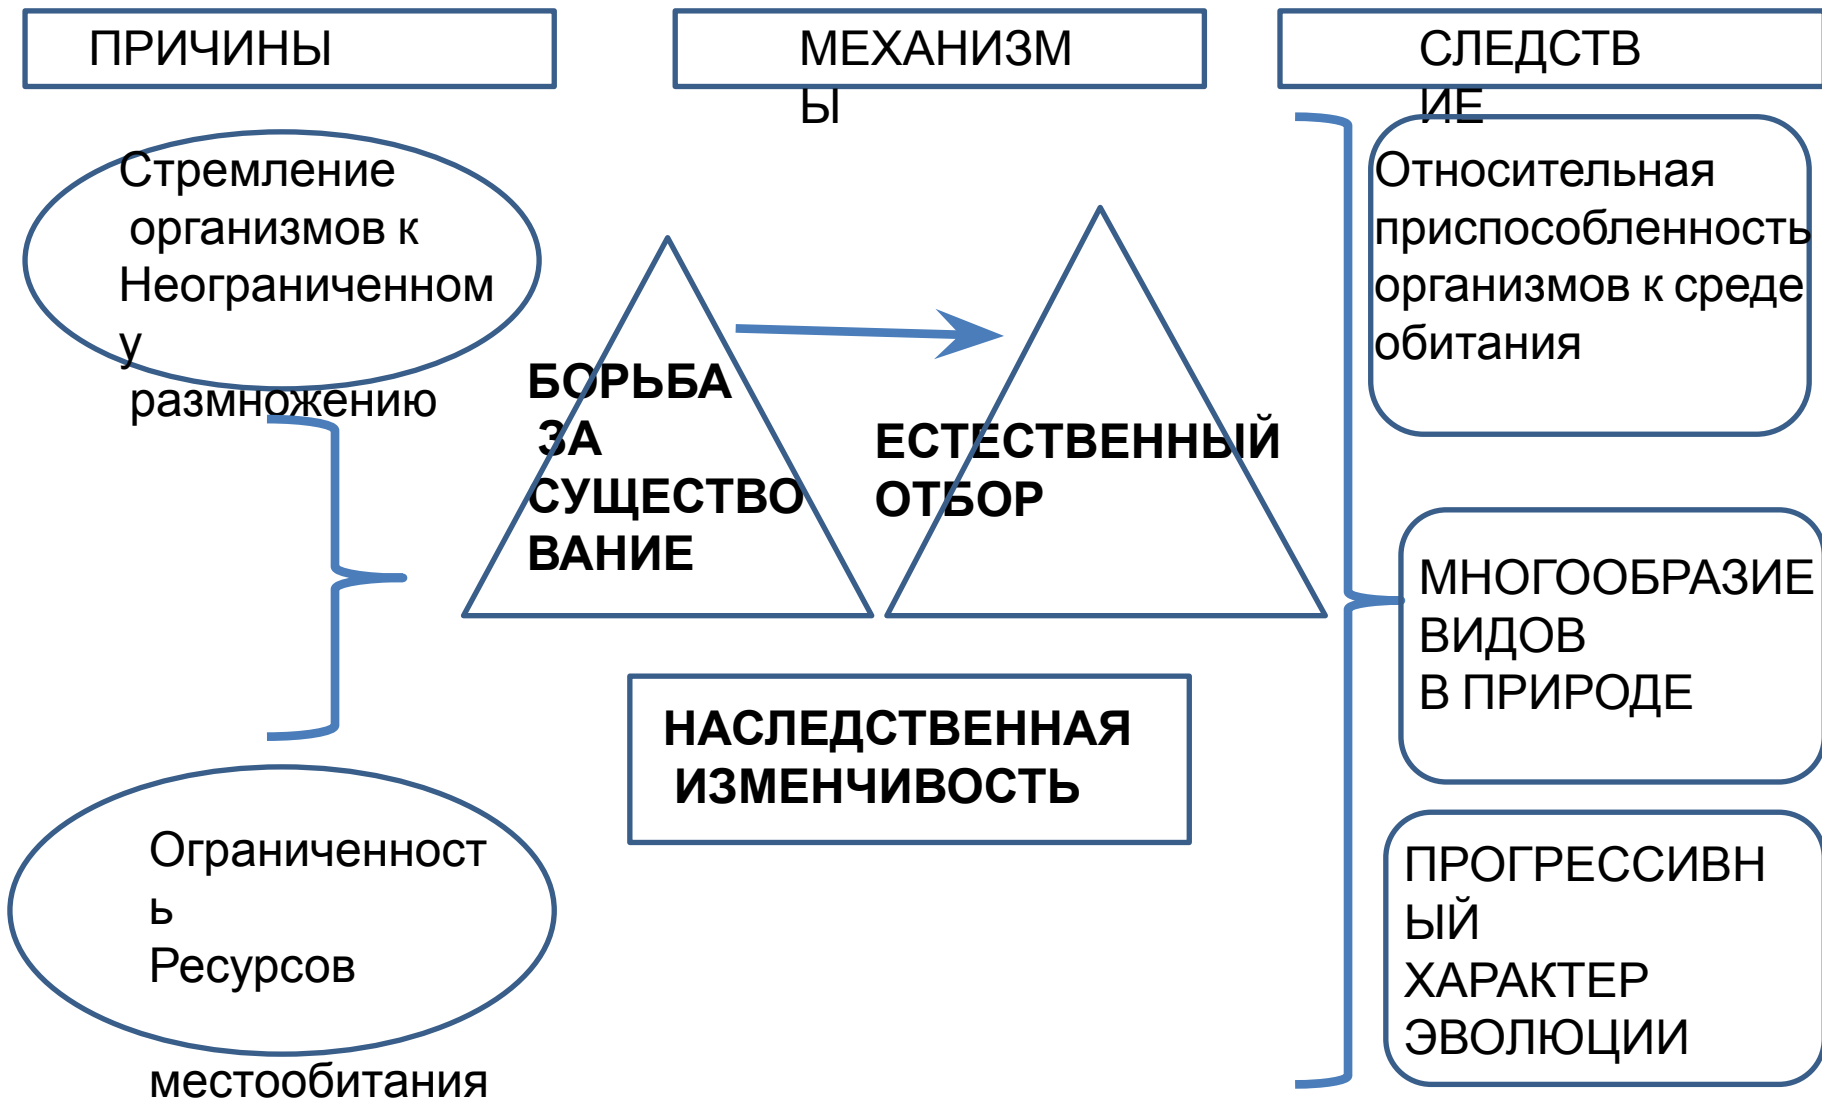 ПРИЧИНЫ
МЕХАНИЗМ
Ы
СЛЕДСТВ
ИЕ
Стремление
организмов к
Неограниченном
у
размножению
Ограниченност
ь
Ресурсов
местообитания
БОРЬБА
ЗА
СУЩЕСТВО
ВАНИЕ
ЕСТЕСТВЕННЫЙ
ОТБОР
НАСЛЕДСТВЕННАЯ
ИЗМЕНЧИВОСТЬ
Относительная
приспособленность
организмов к среде
обитания
МНОГООБРАЗИЕ
ВИДОВ
В ПРИРОДЕ
ПРОГРЕССИВН
ЫЙ
ХАРАКТЕР
ЭВОЛЮЦИИ